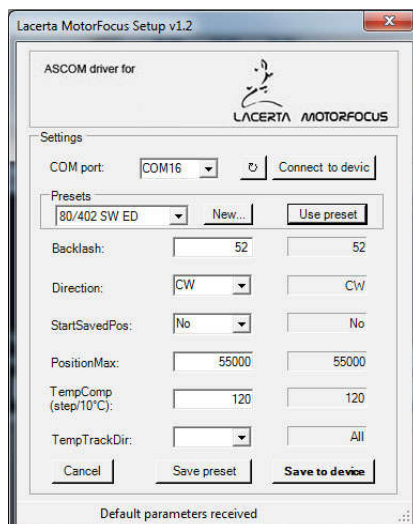 Lacerta MotorFocus Setup v1.2
ASCOM driver for
LACERTA MOTORFOCUS
Settings
COM port: COM16 Connect to devic
Presets
80/402 SW ED New... Use preset
Backlash: 52 52
Direction: CW CW
StartSavedPos: No No
PositionMax: 55000 55000
TempComp
(step/10°C): 120 120
TempTrackDir: All
Cancel Save preset Save to device
Default parameters received